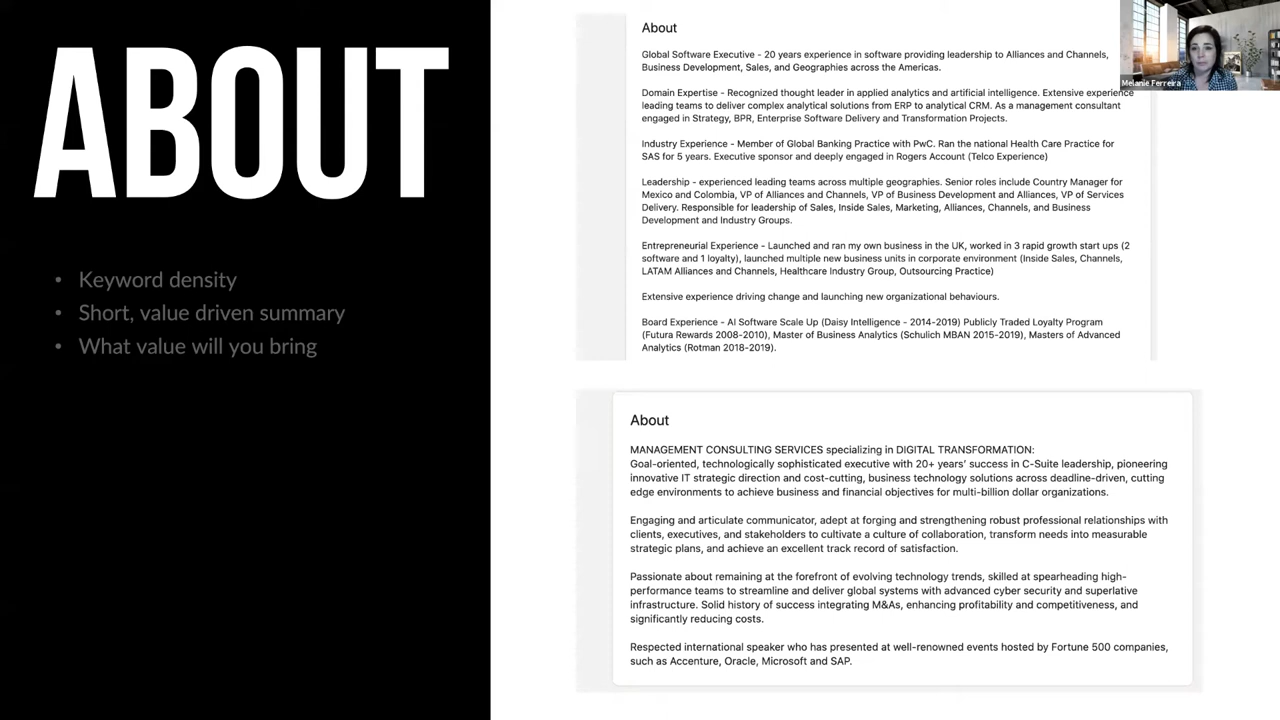 ABOUT
• Keyword density
• Short, value driven summary
• What value will you bring
About
Global Software Executive - 20 years experience in software providing leadership to Alliances and Channels,
Business Development, Sales, and Geographies across the Americas.
Domain Expertise - Recognized thought leader in applied analytics and artificial intelligence. Extensive experience
leading teams to deliver complex analytical solutions from ERP to analytical CRM. As a management consultant
engaged in Strategy, BPR, Enterprise Software Delivery and Transformation Projects.
Industry Experience - Member of Global Banking Practice with PwC. Ran the national Health Care Practice for
SAS for 5 years. Executive sponsor and deeply engaged in Rogers Account (Telco Experience)
Leadership - experienced leading teams across multiple geographies. Senior roles include Country Manager for
Mexico and Colombia, VP of Alliances and Channels, VP of Business Development and Alliances, VP of Services
Delivery. Responsible for leadership of Sales, Inside Sales, Marketing, Alliances, Channels, and Business
Development and Industry Groups.
Entrepreneurial Experience - Launched and ran my own business in the UK, worked in 3 rapid growth start ups (2
software and 1 loyalty), launched multiple new business units in corporate environment (Inside Sales, Channels,
LATAM Alliances and Channels, Healthcare Industry Group, Outsourcing Practice)
Extensive experience driving change and launching new organizational behaviours.
Board Experience - AI Software Scale Up (Daisy Intelligence - 2014-2019) Publicly Traded Loyalty Program
(Futura Rewards 2008-2010), Master of Business Analytics (Schulich MBAN 2015-2019), Masters of Advanced
Analytics (Rotman 2018-2019).
Melanie Ferreira
About
MANAGEMENT CONSULTING SERVICES specializing in DIGITAL TRANSFORMATION:
Goal-oriented, technologically sophisticated executive with 20+ years' success in C-Suite leadership, pioneering
innovative IT strategic direction and cost-cutting, business technology solutions across deadline-driven, cutting
edge environments to achieve business and financial objectives for multi-billion dollar organizations.
Engaging and articulate communicator, adept at forging and strengthening robust professional relationships with
clients, executives, and stakeholders to cultivate a culture of collaboration, transform needs into measurable
strategic plans, and achieve an excellent track record of satisfaction.
Passionate about remaining at the forefront of evolving technology trends, skilled at spearheading high-
performance teams to streamline and deliver global systems with advanced cyber security and superlative
infrastructure. Solid history of success integrating M&As, enhancing profitability and competitiveness, and
significantly reducing costs.
Respected international speaker who has presented at well-renowned events hosted by Fortune 500 companies,
such as Accenture, Oracle, Microsoft and SAP.